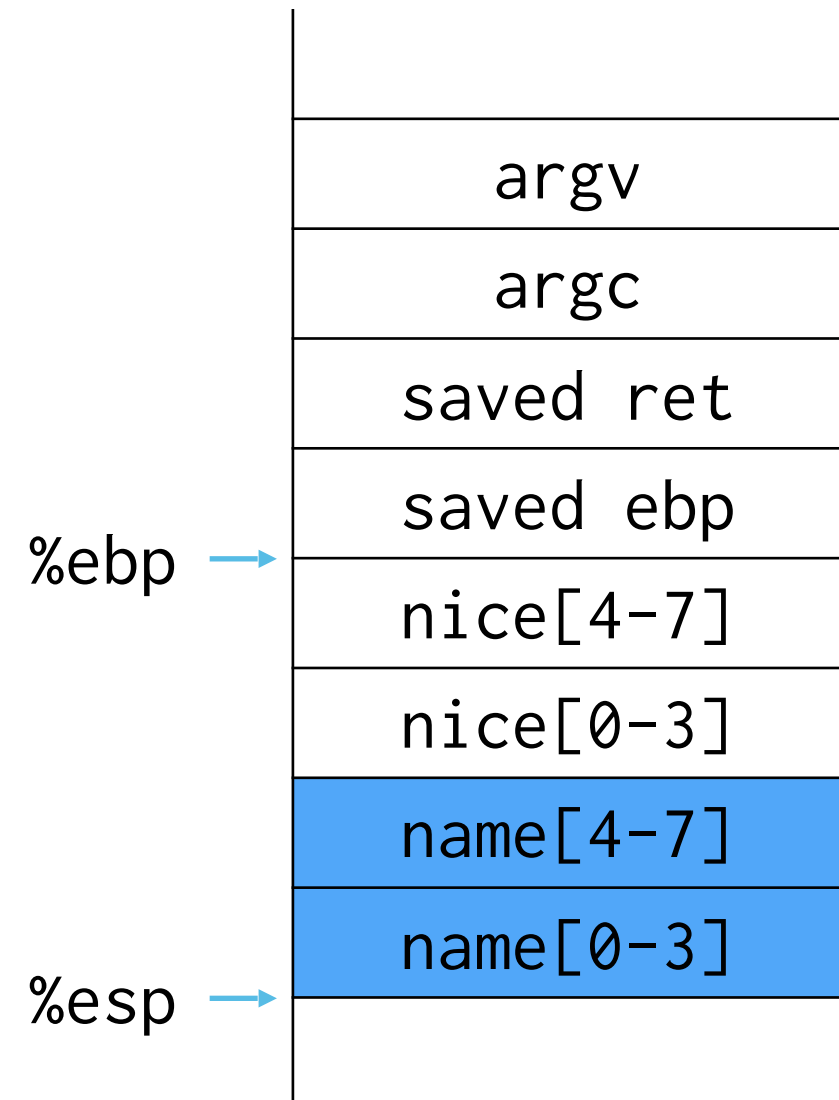 argv
argc
saved ret
saved ebp
%ebp
nice[4-7]
nice[0-3]
name[4-7]
name[0-3]
%esp